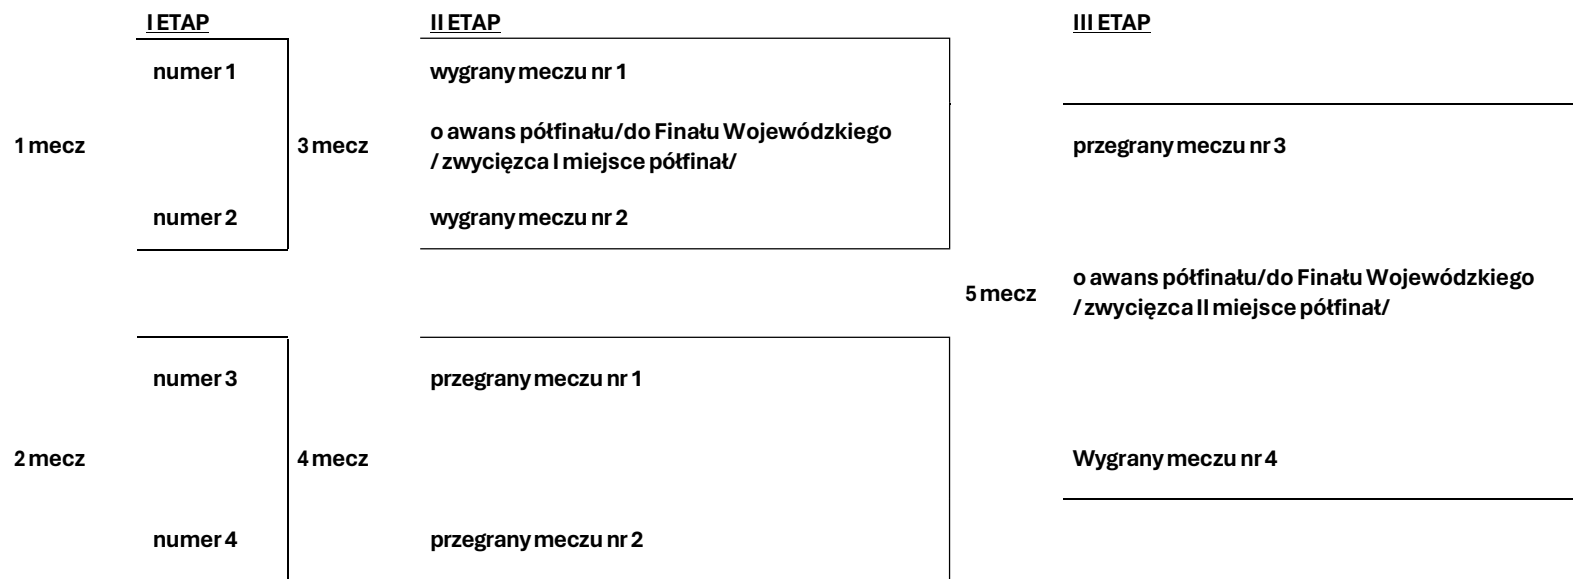 I ETAP
II ETAP
III ETAP
numer 1
wygrany meczu nr 1
1 mecz
3 mecz
o awans półfinału/do Finału Wojewódzkiego
/ zwycięzca I miejsce półfinał/
przegrany meczu nr 3
numer 2
wygrany meczu nr 2
5 mecz
o awans półfinału/do Finału Wojewódzkiego
/ zwycięzca II miejsce półfinał/
numer 3
przegrany meczu nr 1
2 mecz
4 mecz
Wygrany meczu nr 4
numer 4
przegrany meczu nr 2